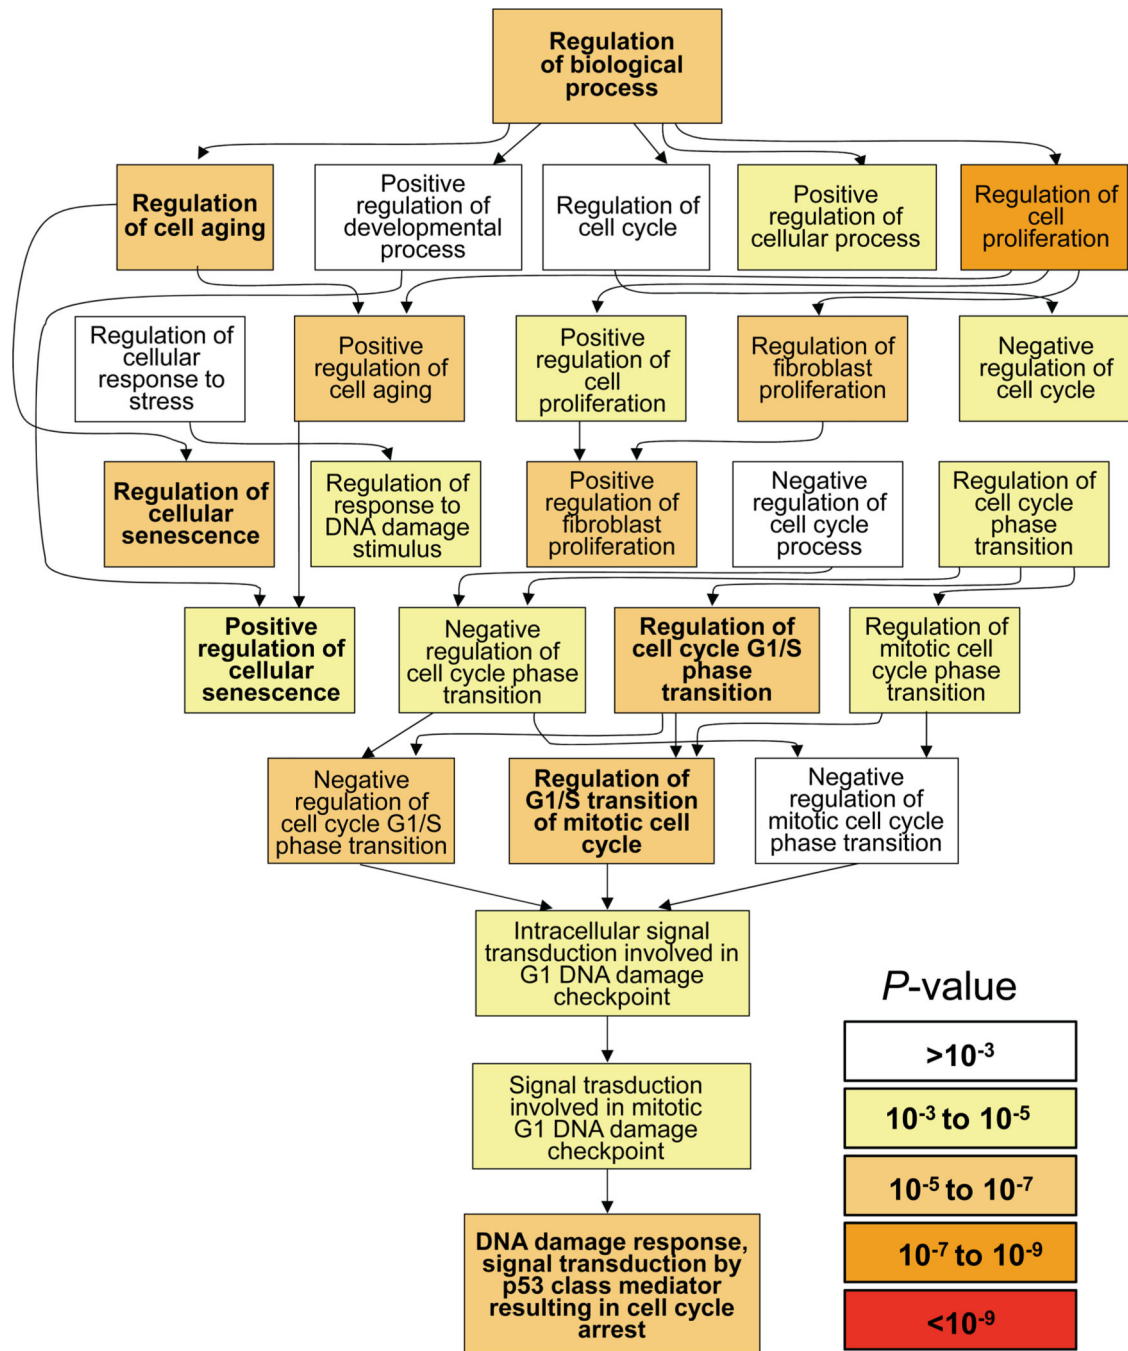 Regulation
of biological
process
Regulation
of cell aging
Positive
regulation of
developmental
process
Regulation of
cell cycle
Positive
regulation of
cellular process
Regulation of
cell
proliferation
Regulation of
cellular
response to
stress
Positive
regulation of
cell aging
Positive
regulation of
cell
proliferation
Regulation of
fibroblast
proliferation
Negative
regulation of
cell cycle
Regulation of
cellular
senescence
Regulation of
response to
DNA damage
stimulus
Positive
regulation of
fibroblast
proliferation
Negative
regulation of
cell cycle
process
Regulation of
cell cycle
phase
transition
Positive
regulation of
cellular
senescence
Negative
regulation of
cell cycle phase
transition
Regulation of
cell cycle G1/S
phase
transition
Regulation of
mitotic cell
cycle phase
transition
Negative
regulation of
cell cycle G1/S
phase transition
Regulation of
G1/S transition
of mitotic cell
cycle
Negative
regulation of
mitotic cell cycle
phase transition
Intracellular signal
transduction involved in
G1 DNA damage
checkpoint
Signal trasduction
involved in mitotic
G1 DNA damage
checkpoint
DNA damage response,
signal transduction by
p53 class mediator
resulting in cell cycle
arrest
P-value
>10⁻³
10⁻³ to 10⁻⁵
10⁻⁵ to 10⁻⁷
10⁻⁷ to 10⁻⁹
<10⁻⁹